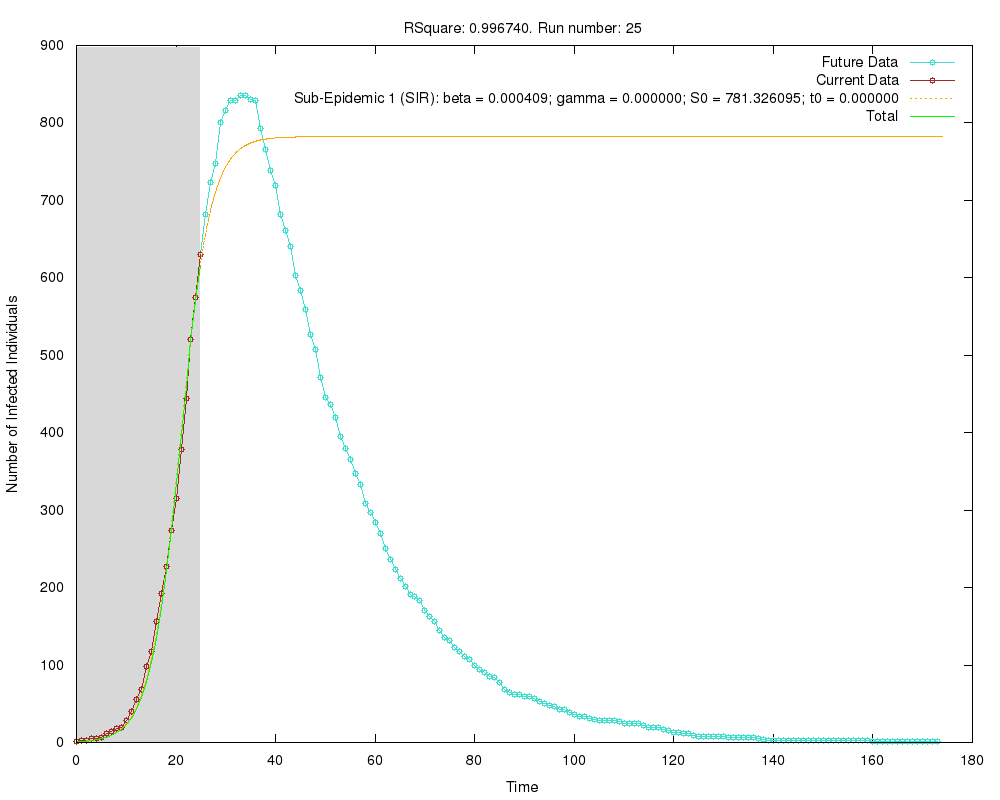 RSquare: 0.996740. Run number: 25
900
800
700
600
500
400
300
200
100
0
Number of Infected Individuals
Future Data
Current Data
Sub-Epidemic 1 (SIR): beta = 0.000409; gamma = 0.000000; S0 = 781.326095; t0 = 0.000000
Total
0 20 40 60 80 100 120 140 160 180
Time